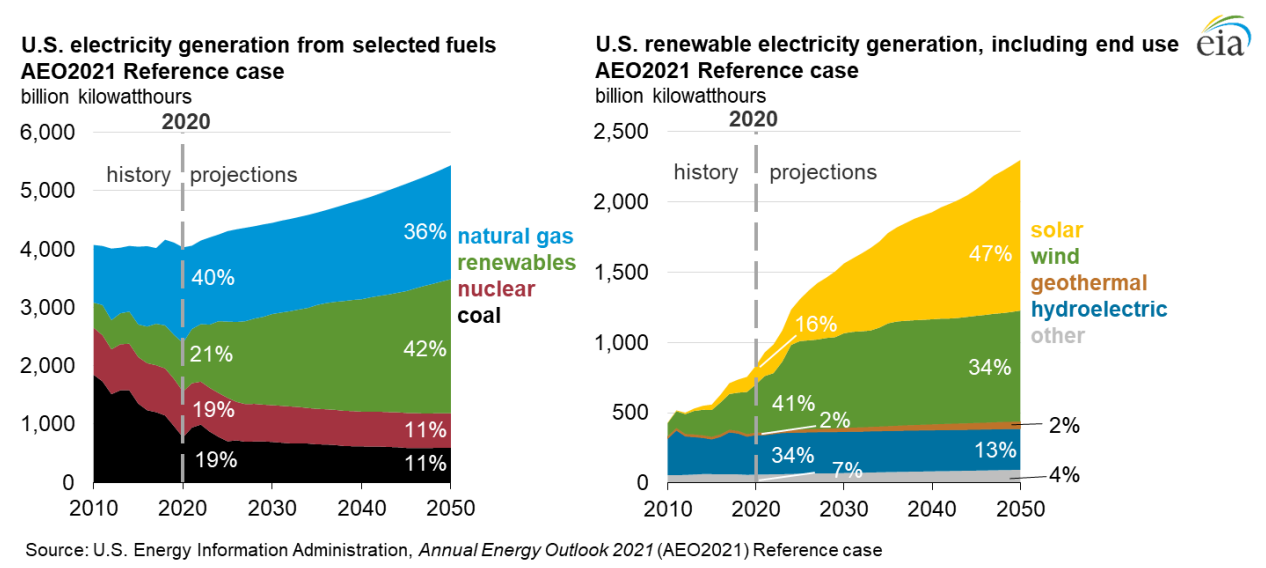 U.S. electricity generation from selected fuels
AEO2021 Reference case
billion kilowatthours
2020
6,000
history
projections
5,000
4,000
3,000
2,000
1,000
0
40%
21%
19%
19%
36%
42%
11%
11%
natural gas
renewables
nuclear
coal
2010
2020
2030
2040
2050
U.S. renewable electricity generation, including end use
AEO2021 Reference case
billion kilowatthours
eia
2020
2,500
history
projections
2,000
1,500
1,000
500
0
16%
41%
2%
34%
7%
47%
34%
2%
13%
4%
solar
wind
geothermal
hydroelectric
other
2010
2020
2030
2040
2050
Source: U.S. Energy Information Administration, Annual Energy Outlook 2021 (AEO2021) Reference case